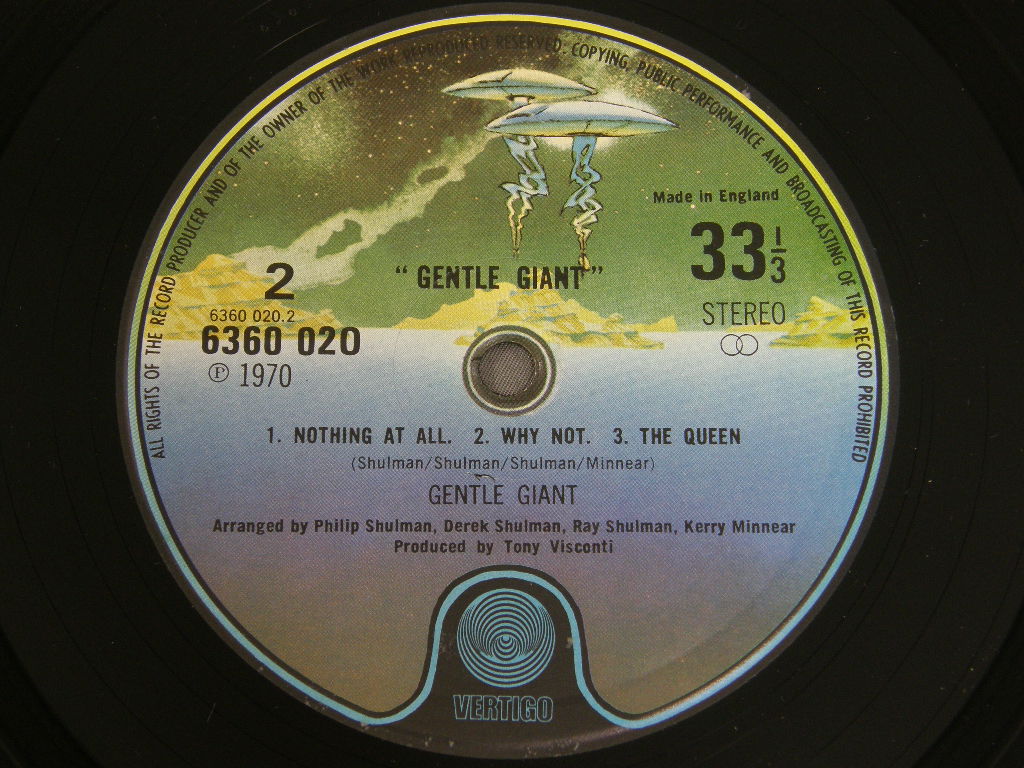 ALL RIGHTS OF THE RECORD PRODUCER AND OF THE OWNER OF THE WORK REPRODUCED RESERVED. COPYING, PUBLIC PERFORMANCE AND BROADCASTING OF THIS RECORD PROHIBITED
Made in England
33 1/3
2
"GENTLE GIANT"
6360 020.2
STEREO
6360 020
Ⓟ 1970
1. NOTHING AT ALL. 2. WHY NOT. 3. THE QUEEN
(Shulman/Shulman/Shulman/Minnear)
GENTLE GIANT
Arranged by Philip Shulman, Derek Shulman, Ray Shulman, Kerry Minnear
Produced by Tony Visconti
VERTIGO